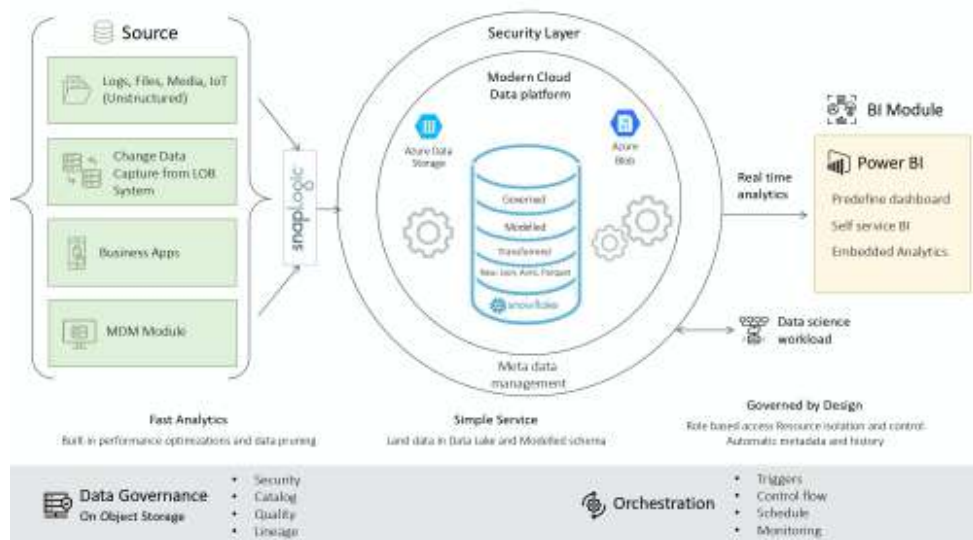 Source
Logs, Files, Media, IoT
(Unstructured)
Change Data
Capture from LOB
System
Business Apps
MDM Module
snapLogic
Security Layer
Modern Cloud
Data platform
Azure Data
Storage
Azure
Blob
Governed
Modelled
Transformed
Raw: Json, Avro, Parquet
snowflake
Meta data
management
Real time
analytics
BI Module
Power BI
Predefine dashboard
Self service BI
Embedded Analytics
Data science
workload
Fast Analytics
Built in performance optimizations and data pruning
Simple Service
Land data in Data Lake and Modelled schema
Governed by Design
Role based access Resource isolation and control.
Automatic metadata and history
Data Governance
On Object Storage
• Security
• Catalog
• Quality
• Lineage
Orchestration
• Triggers
• Control flow
• Schedule
• Monitoring